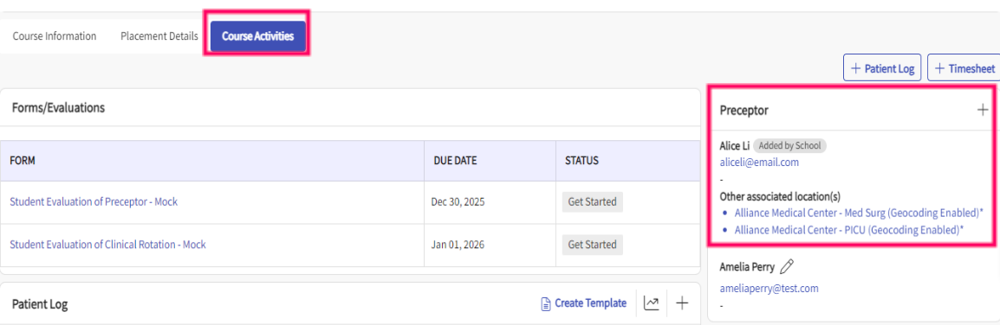 Course Information Placement Details Course Activities
+ Patient Log + Timesheet
Forms/Evaluations
FORM DUE DATE STATUS
Student Evaluation of Preceptor - Mock Dec 30, 2025 Get Started
Student Evaluation of Clinical Rotation - Mock Jan 01, 2026 Get Started
Patient Log Create Template +
Preceptor +
Alice Li Added by School
aliceli@email.com
-
Other associated location(s)
• Alliance Medical Center - Med Surg (Geocoding Enabled)*
• Alliance Medical Center - PICU (Geocoding Enabled)*
Amelia Perry
ameliaperry@test.com
-